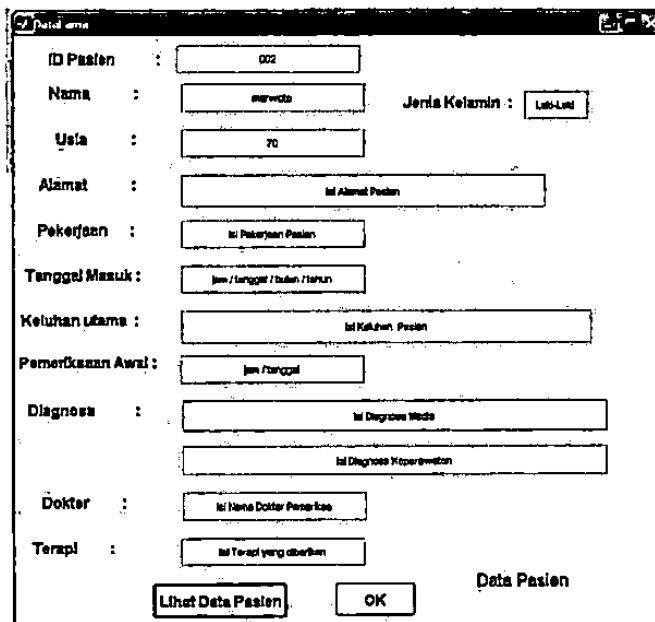 Datalama
ID Pasien : 002
Nama : marwoto Jenis Kelamin : Laki-Laki
Usia : 70
Alamat : Isi Alamat Pasien
Pekerjaan : Isi Pekerjaan Pasien
Tanggal Masuk : jam / tanggal / bulan / tahun
Keluhan utama : Isi Keluhan Pasien
Pemeriksaan Awal : jam / tanggal
Diagnosa : Isi Diagnosa Medis
Isi Diagnosa Keperawatan
Dokter : Isi Nama Dokter Pemeriksa
Terapi : Isi Terapi yang diberikan
Data Pasien
Lihat Data Pasien OK